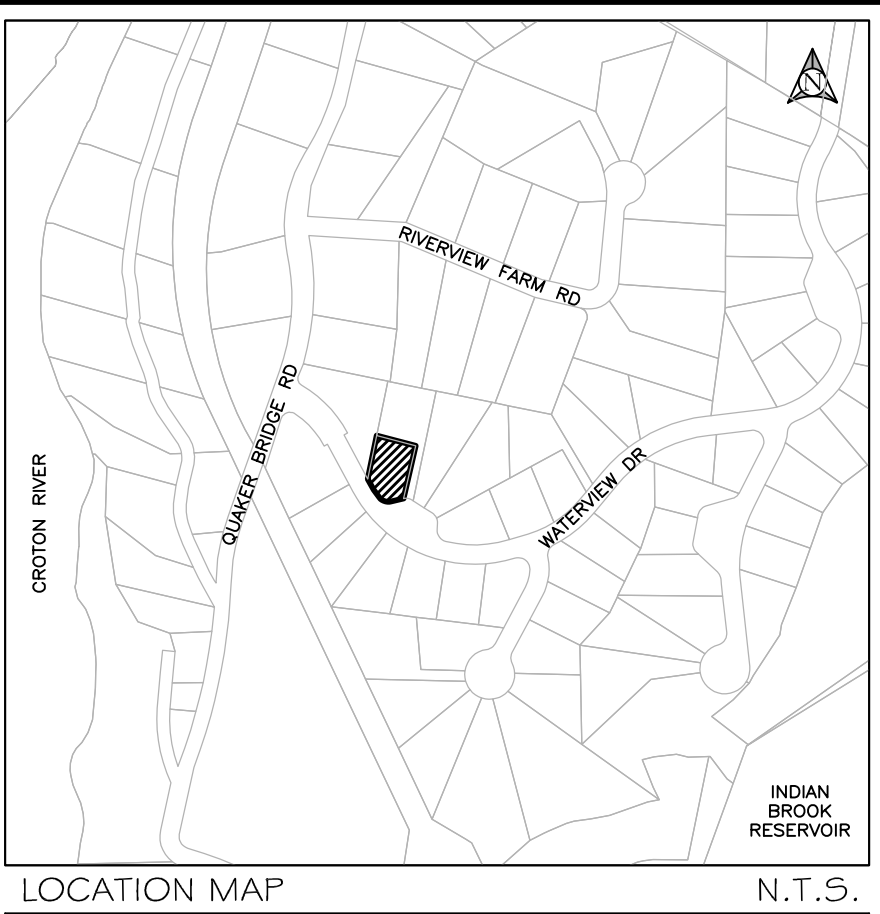 N
RIVERVIEW FARM RD
QUAKER BRIDGE RD
CROTON RIVER
WATERVIEW DR
INDIAN
BROOK
RESERVOIR
LOCATION MAP
N.T.S.